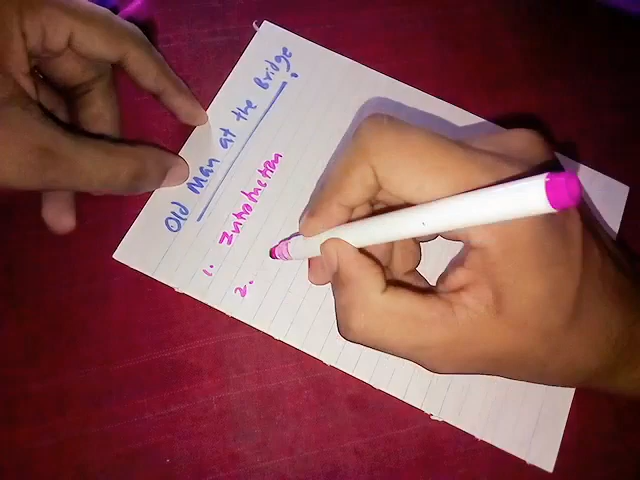 Old Man at the Bridge.
1. Introduction
2.